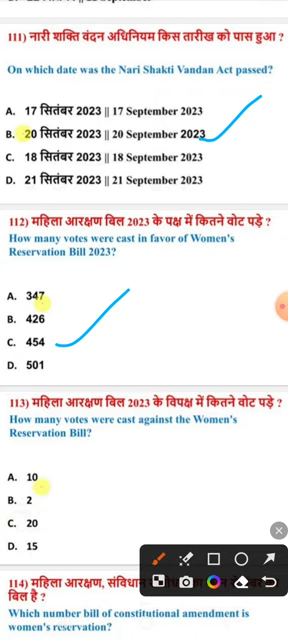 111) नारी शक्ति वंदन अधिनियम किस तारीख को पास हुआ ?
On which date was the Nari Shakti Vandan Act passed?
A. 17 सितंबर 2023 || 17 September 2023
B. 20 सितंबर 2023 || 20 September 2023
C. 18 सितंबर 2023 || 18 September 2023
D. 21 सितंबर 2023 || 21 September 2023
112) महिला आरक्षण बिल 2023 के पक्ष में कितने वोट पड़े ?
How many votes were cast in favor of Women's
Reservation Bill 2023?
A. 347
B. 426
C. 454
D. 501
113) महिला आरक्षण बिल 2023 के विपक्ष में कितने वोट पड़े ?
How many votes were cast against the Women's
Reservation Bill?
A. 10
B. 2
C. 20
D. 15
114) महिला आरक्षण, संविधान
बिल है ?
Which number bill of constitutional amendment is
women's reservation?